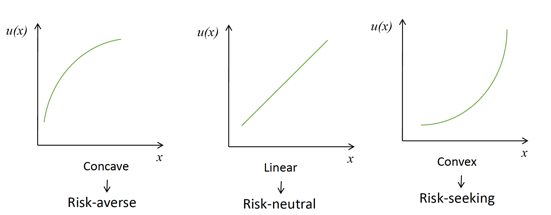 u(x)
x
Concave
Risk-averse
u(x)
x
Linear
Risk-neutral
u(x)
x
Convex
Risk-seeking